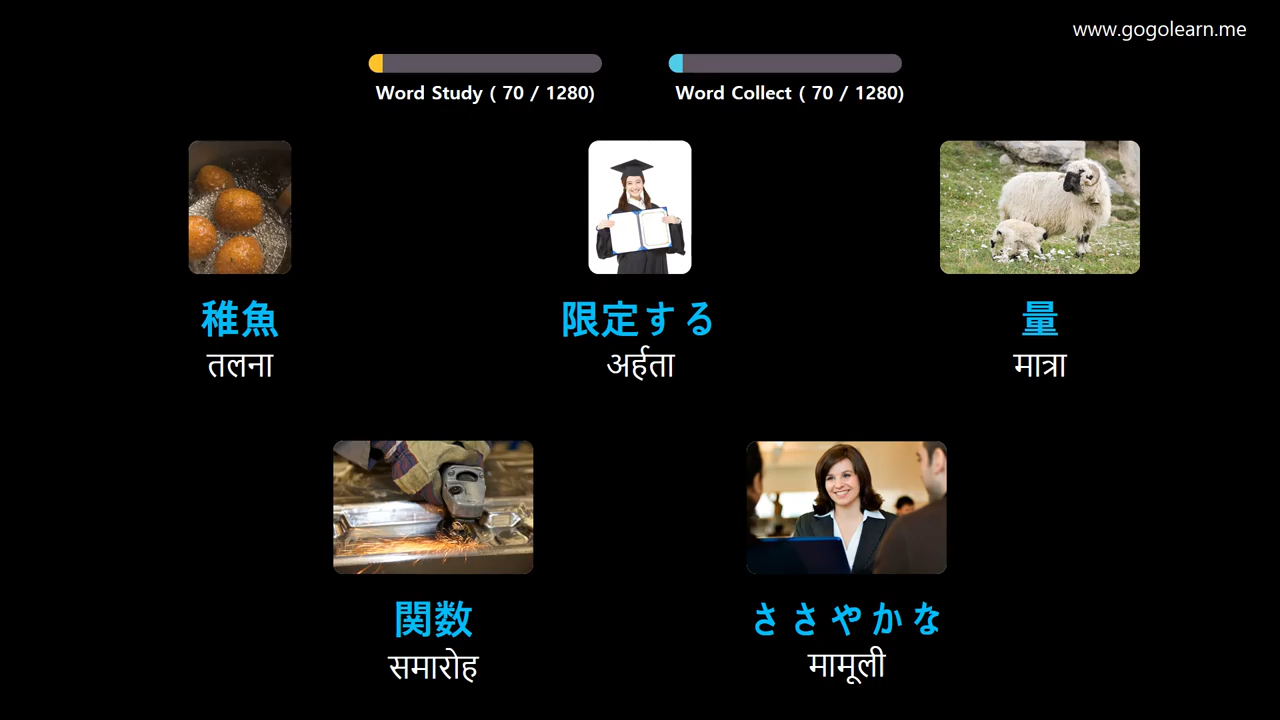 www.gogolearn.me
Word Study ( 70 / 1280)
Word Collect ( 70 / 1280)
稚魚
तलना
限定する
अर्हता
量
मात्रा
関数
समारोह
ささやかな
मामूली